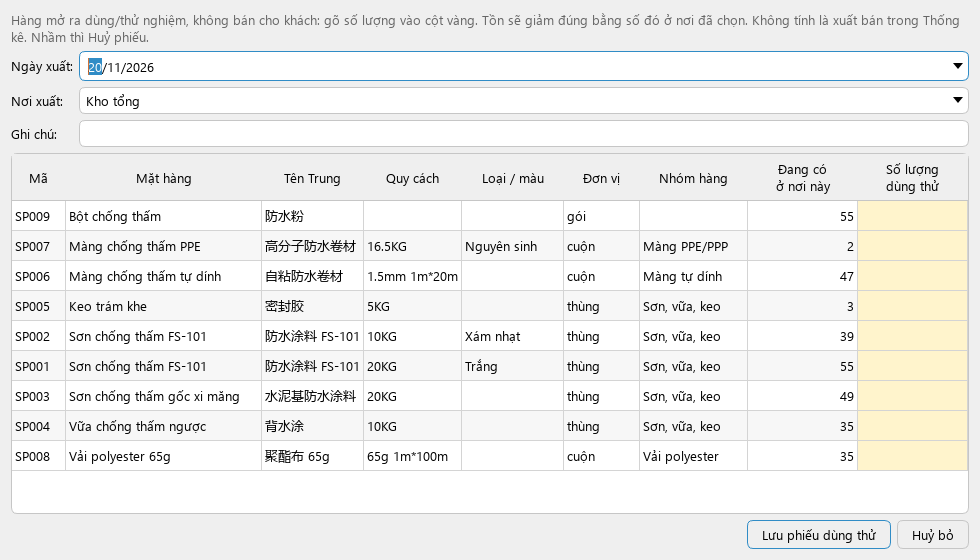 Hàng mở ra dùng/thử nghiệm, không bán cho khách: gõ số lượng vào cột vàng. Tồn sẽ giảm đúng bằng số đó ở nơi đã chọn. Không tính là xuất bán trong Thống
kê. Nhầm thì Huỷ phiếu.
Ngày xuất: 20/11/2026
Nơi xuất: Kho tổng
Ghi chú:
Mã Mặt hàng Tên Trung Quy cách Loại / màu Đơn vị Nhóm hàng Đang có ở nơi này Số lượng dùng thử
SP009 Bột chống thấm 防水粉 gói 55
SP007 Màng chống thấm PPE 高分子防水卷材 16.5KG Nguyên sinh cuộn Màng PPE/PPP 2
SP006 Màng chống thấm tự dính 自粘防水卷材 1.5mm 1m*20m cuộn Màng tự dính 47
SP005 Keo trám khe 密封胶 5KG thùng Sơn, vữa, keo 3
SP002 Sơn chống thấm FS-101 防水涂料 FS-101 10KG Xám nhạt thùng Sơn, vữa, keo 39
SP001 Sơn chống thấm FS-101 防水涂料 FS-101 20KG Trắng thùng Sơn, vữa, keo 55
SP003 Sơn chống thấm gốc xi măng 水泥基防水涂料 20KG thùng Sơn, vữa, keo 49
SP004 Vữa chống thấm ngược 背水涂 10KG thùng Sơn, vữa, keo 35
SP008 Vải polyester 65g 聚酯布 65g 65g 1m*100m cuộn Vải polyester 35
Lưu phiếu dùng thử Huỷ bỏ